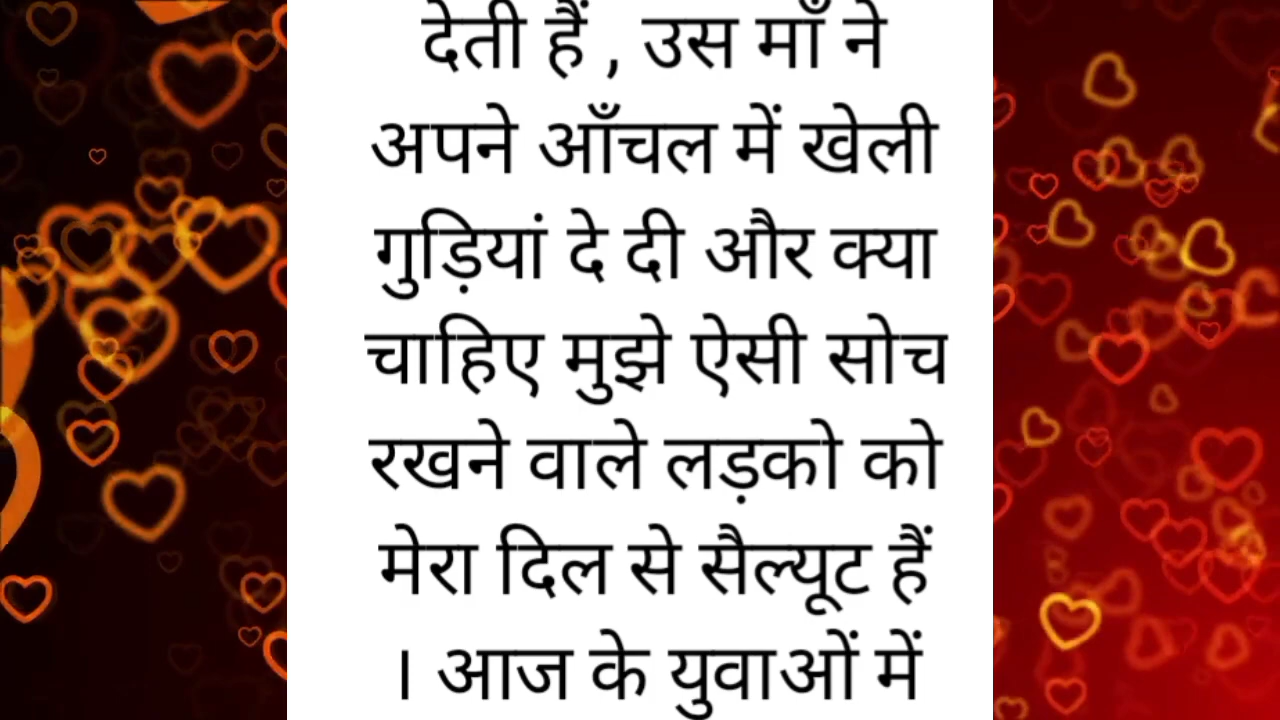 देती हैं , उस माँ ने
अपने आँचल में खेली
गुड़ियां दे दी और क्या
चाहिए मुझे ऐसी सोच
रखने वाले लड़को को
मेरा दिल से सैल्यूट हैं
। आज के युवाओं में